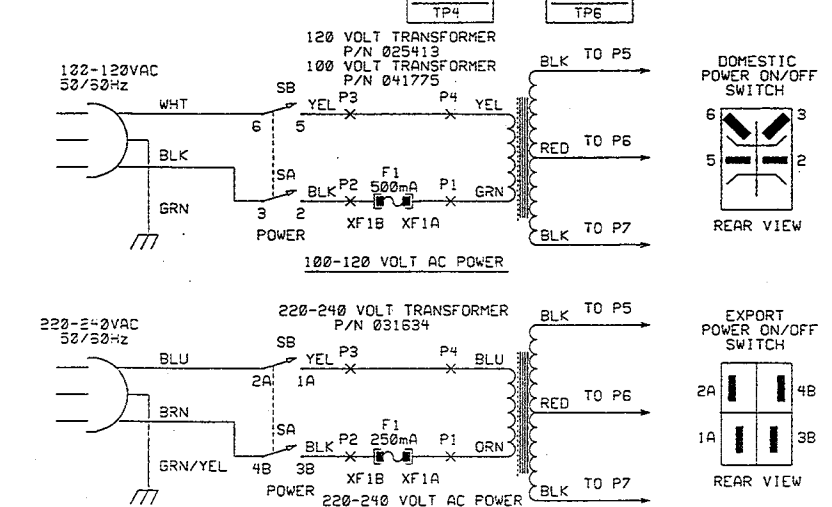 TP4
TP6
120 VOLT TRANSFORMER
P/N 025413
100 VOLT TRANSFORMER
P/N 041775
100-120VAC
50/60Hz
WHT
BLK
GRN
SB
6 5
YEL P3 P4 YEL
SA
3 2
BLK P2 F1 P1 GRN
500mA
XF1B XF1A
POWER
BLK TO P5
RED TO P6
BLK TO P7
100-120 VOLT AC POWER
DOMESTIC
POWER ON/OFF
SWITCH
6 3
5 2
REAR VIEW
220-240 VOLT TRANSFORMER
P/N 031634
220-240VAC
50/60Hz
BLU
BRN
GRN/YEL
SB
2A 1A
YEL P3 P4 BLU
SA
4B 3B
BLK P2 F1 P1 ORN
250mA
XF1B XF1A
POWER
BLK TO P5
RED TO P6
BLK TO P7
220-240 VOLT AC POWER
EXPORT
POWER ON/OFF
SWITCH
2A 4B
1A 3B
REAR VIEW